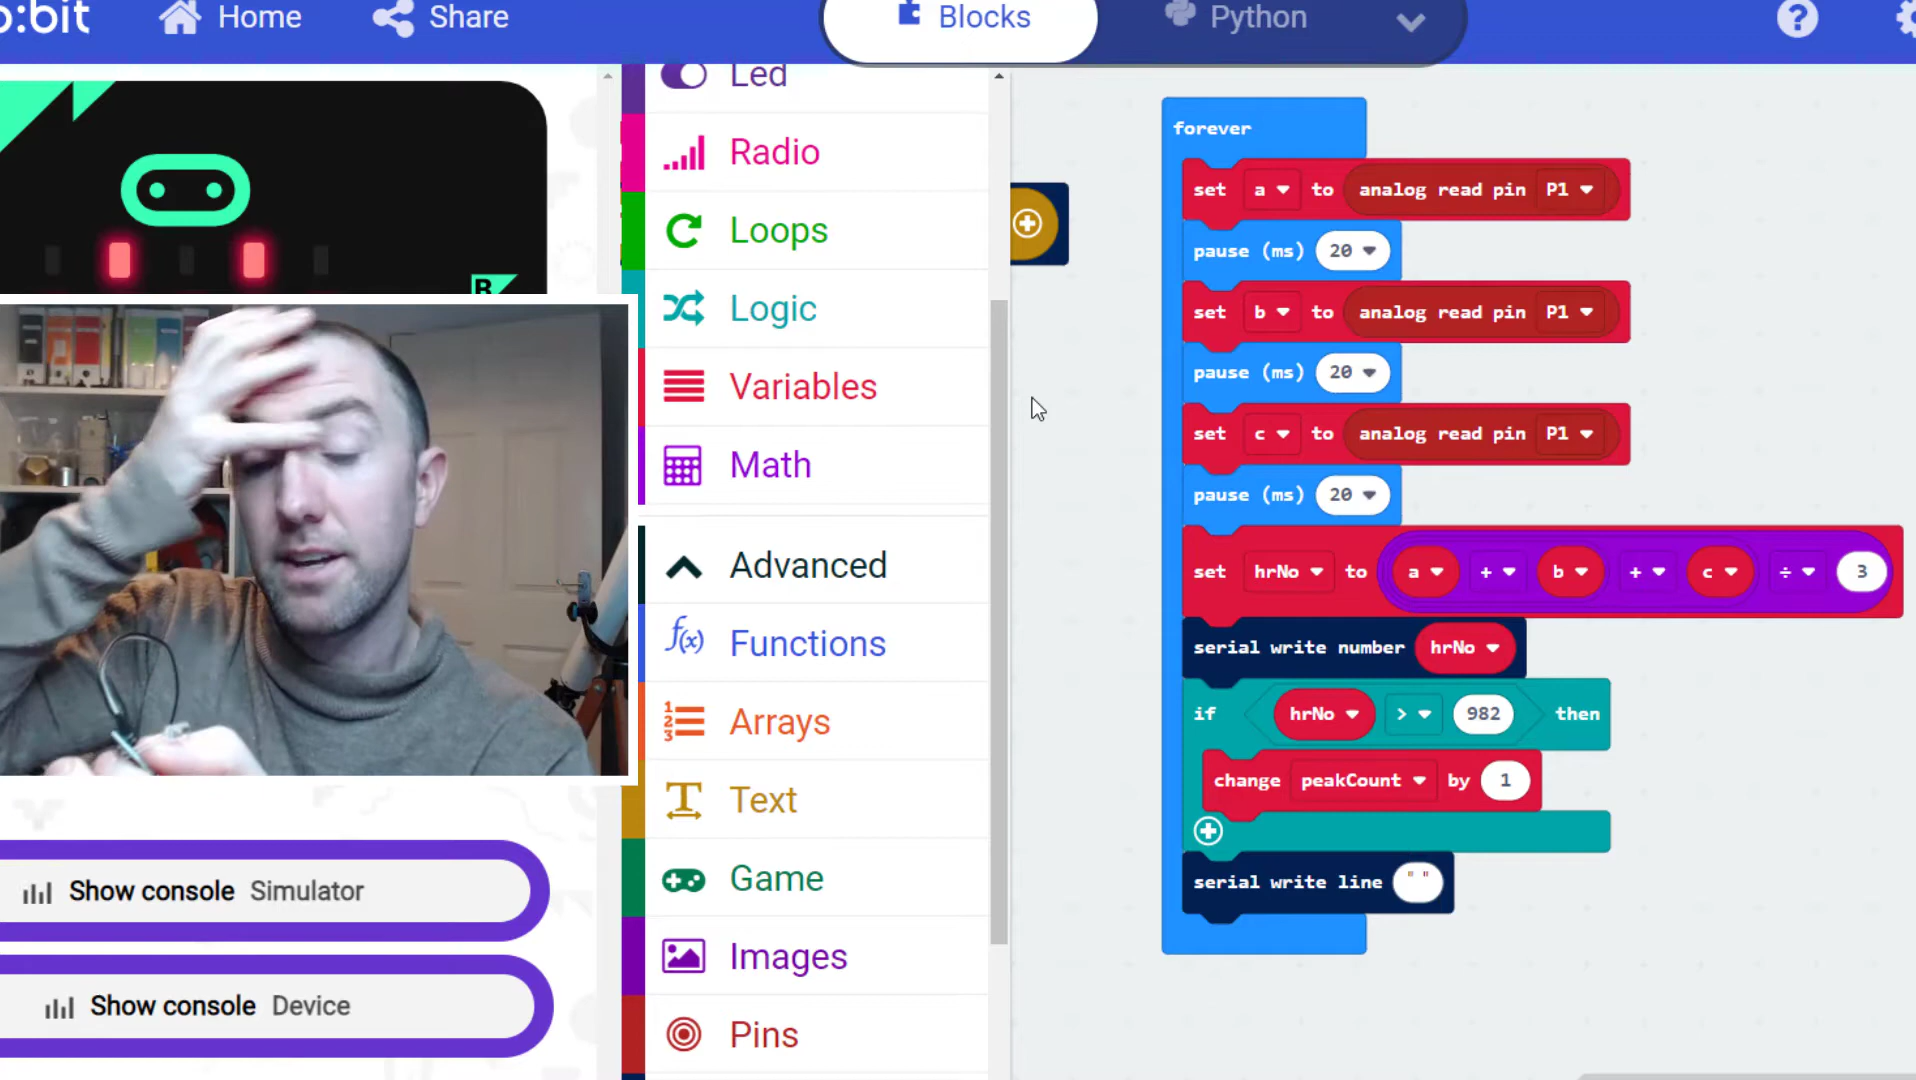 o:bit
Home
Share
Blocks
Python
?
Led
Radio
Loops
Logic
Variables
Math
Advanced
f(x) Functions
1 2 3 Arrays
T Text
Game
Images
Pins
B
Show console Simulator
Show console Device
forever
set a to analog read pin P1
pause (ms) 20
set b to analog read pin P1
pause (ms) 20
set c to analog read pin P1
pause (ms) 20
set hrNo to a + b + c ÷ 3
serial write number hrNo
if hrNo > 982 then
change peakCount by 1
serial write line " "